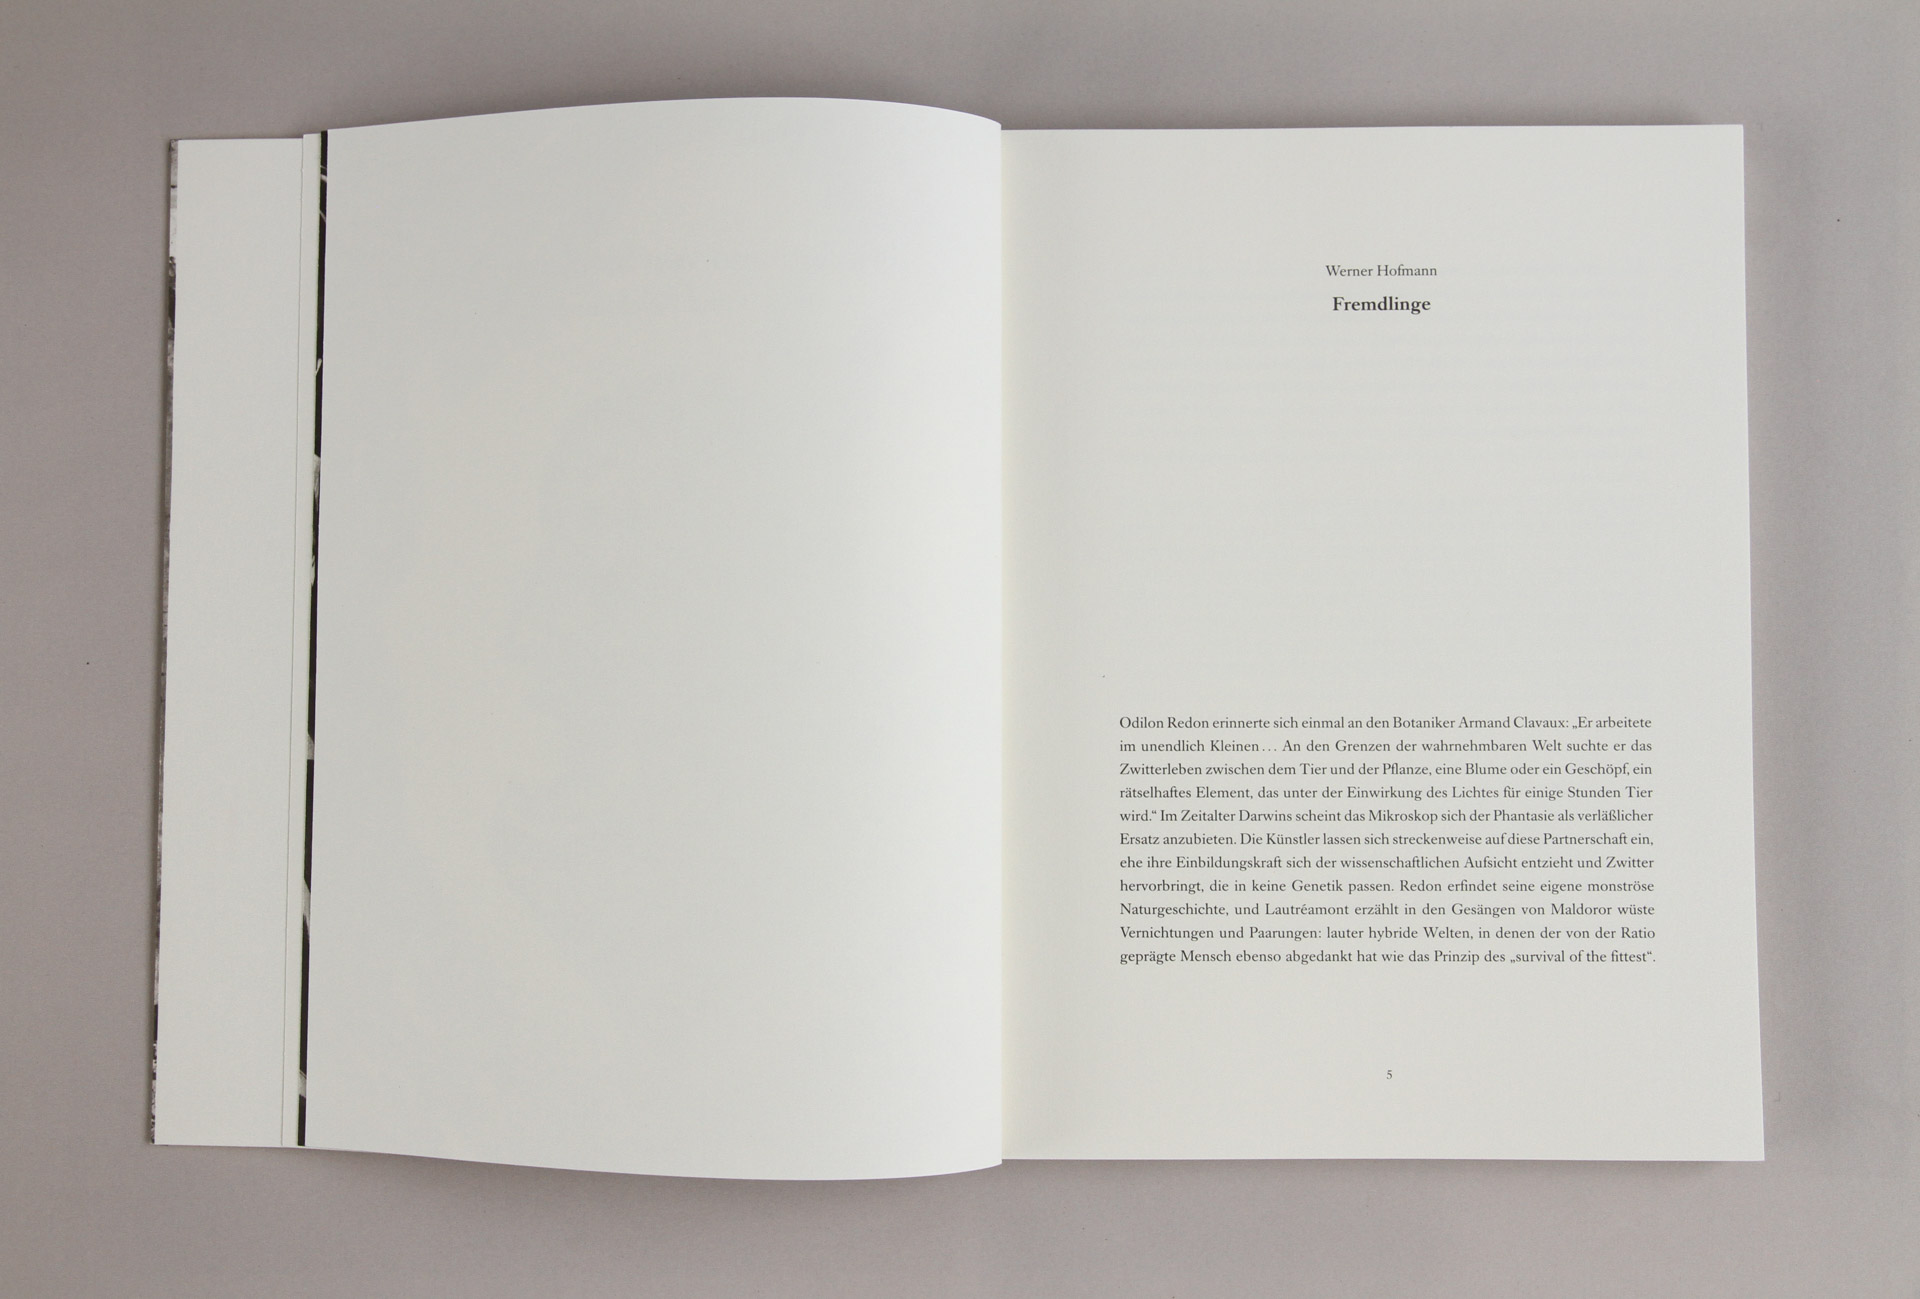 Werner Hofmann
Fremdlinge
Odilon Redon erinnerte sich einmal an den Botaniker Armand Clavaux: „Er arbeitete
im unendlich Kleinen… An den Grenzen der wahrnehmbaren Welt suchte er das
Zwitterleben zwischen dem Tier und der Pflanze, eine Blume oder ein Geschöpf, ein
rätselhaftes Element, das unter der Einwirkung des Lichtes für einige Stunden Tier
wird.“ Im Zeitalter Darwins scheint das Mikroskop sich der Phantasie als verläßlicher
Ersatz anzubieten. Die Künstler lassen sich streckenweise auf diese Partnerschaft ein,
ehe ihre Einbildungskraft sich der wissenschaftlichen Aufsicht entzieht und Zwitter
hervorbringt, die in keine Genetik passen. Redon erfindet seine eigene monströse
Naturgeschichte, und Lautréamont erzählt in den Gesängen von Maldoror wüste
Vernichtungen und Paarungen: lauter hybride Welten, in denen der von der Ratio
geprägte Mensch ebenso abgedankt hat wie das Prinzip des „survival of the fittest“.
5